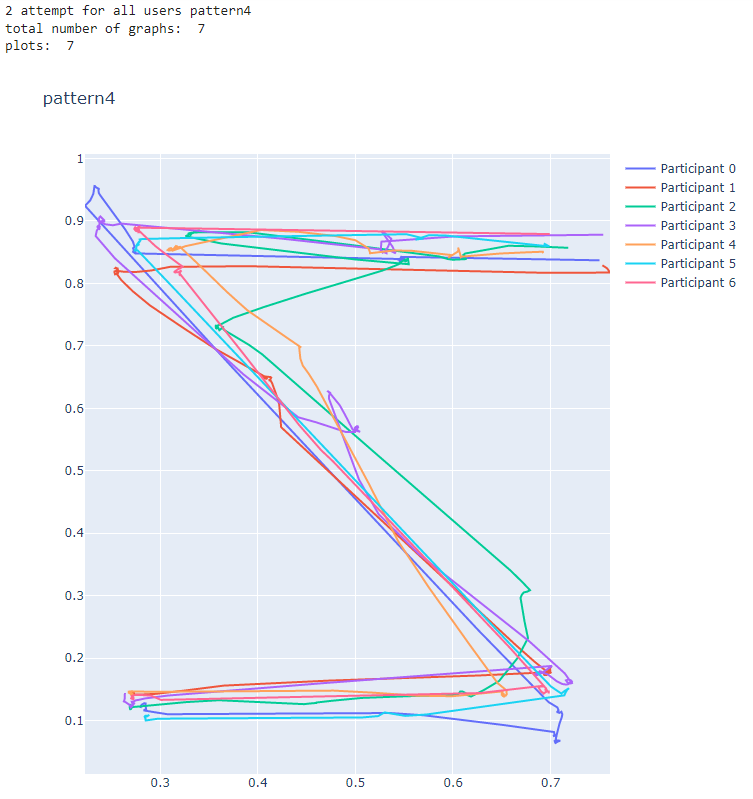 2 attempt for all users pattern4
total number of graphs:  7
plots:  7
pattern4
1
0.9
0.8
0.7
0.6
0.5
0.4
0.3
0.2
0.1
0.3
0.4
0.5
0.6
0.7
Participant 0
Participant 1
Participant 2
Participant 3
Participant 4
Participant 5
Participant 6